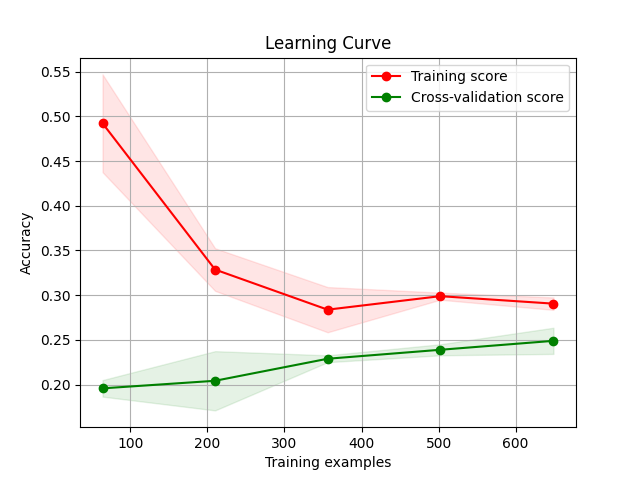 Learning Curve
Training score
Cross-validation score
Accuracy
0.55
0.50
0.45
0.40
0.35
0.30
0.25
0.20
100 200 300 400 500 600
Training examples